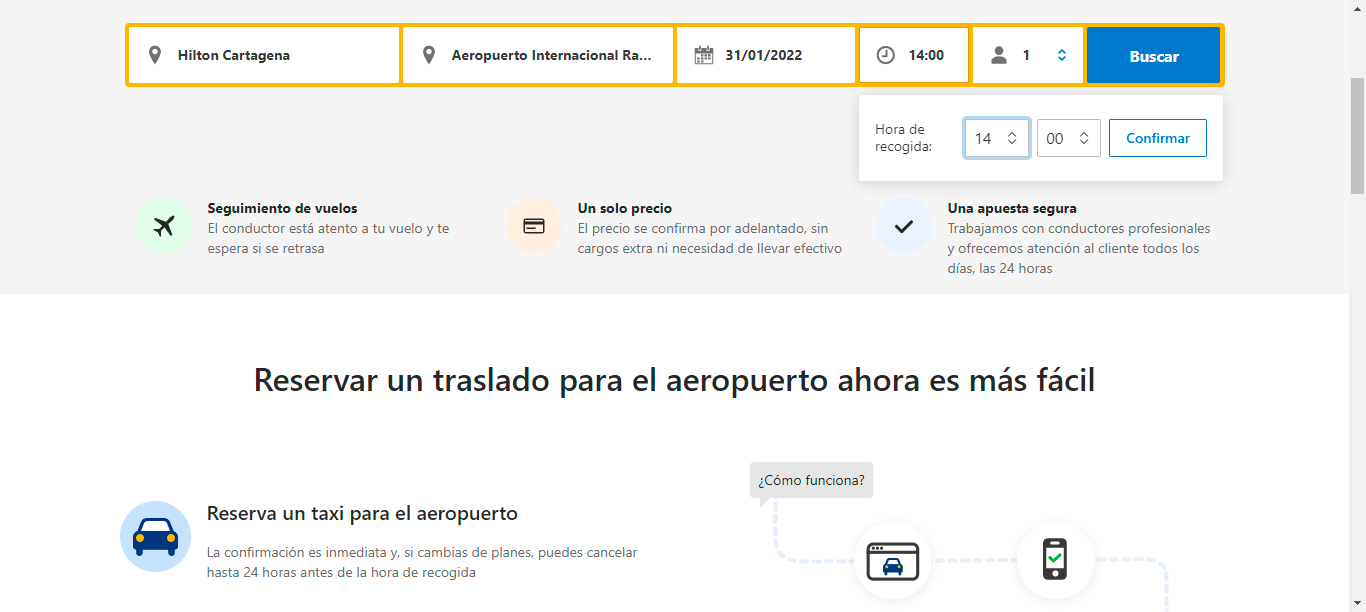 Hilton Cartagena
Aeropuerto Internacional Ra...
31/01/2022
14:00
1
Buscar
Hora de
recogida:
14
00
Confirmar
Seguimiento de vuelos
El conductor está atento a tu vuelo y te
espera si se retrasa
Un solo precio
El precio se confirma por adelantado, sin
cargos extra ni necesidad de llevar efectivo
Una apuesta segura
Trabajamos con conductores profesionales
y ofrecemos atención al cliente todos los
días, las 24 horas
Reservar un traslado para el aeropuerto ahora es más fácil
¿Cómo funciona?
Reserva un taxi para el aeropuerto
La confirmación es inmediata y, si cambias de planes, puedes cancelar
hasta 24 horas antes de la hora de recogida